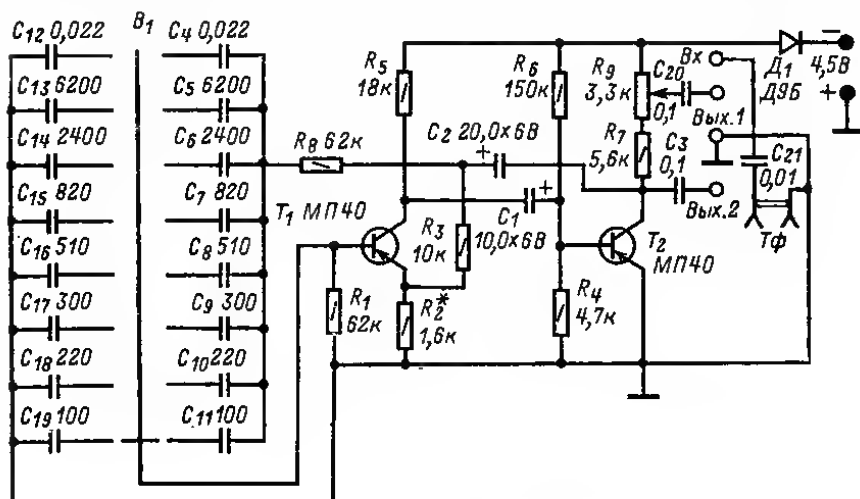 C12 0,022
B1
C4 0,022
C13 6200
C5 6200
C14 2400
C6 2400
C15 820
C7 820
C16 510
C8 510
C17 300
C9 300
C18 220
C10 220
C19 100
C11 100
R5
18к
R6
150к
R9
3,3к
C20
0,1
Вх
Д1
Д9Б
−
4,5В
+
Вых.1
R8 62к
C2 20,0х6В
+
R7
5,6к
C3
0,1
C21
0,01
Вых.2
Тф
T1 МП40
R3
10к
C1
+
10,0х6В
T2
МП40
R1
62к
R2*
1,6к
R4
4,7к